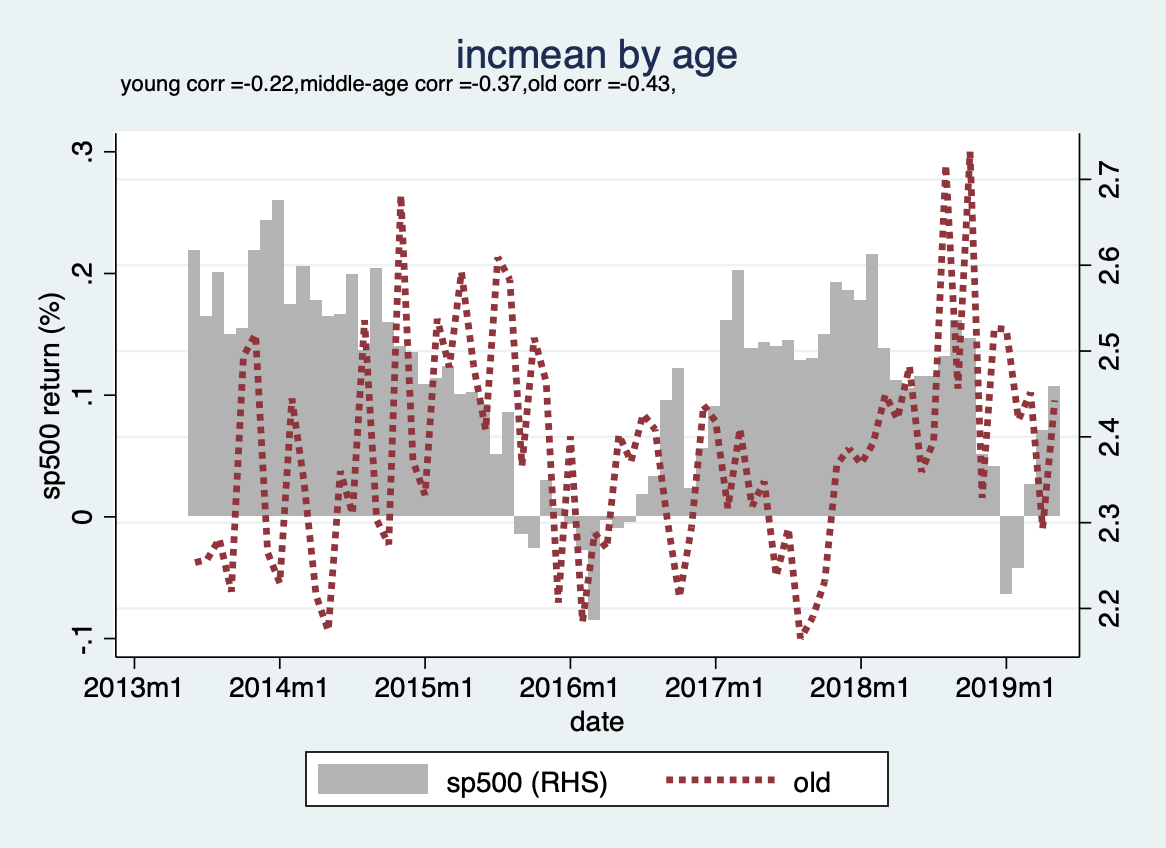 incmean by age
young corr =-0.22,middle-age corr =-0.37,old corr =-0.43,
sp500 return (%)
.3
.2
.1
0
-.1
2.7
2.6
2.5
2.4
2.3
2.2
2013m1 2014m1 2015m1 2016m1 2017m1 2018m1 2019m1
date
sp500 (RHS) old